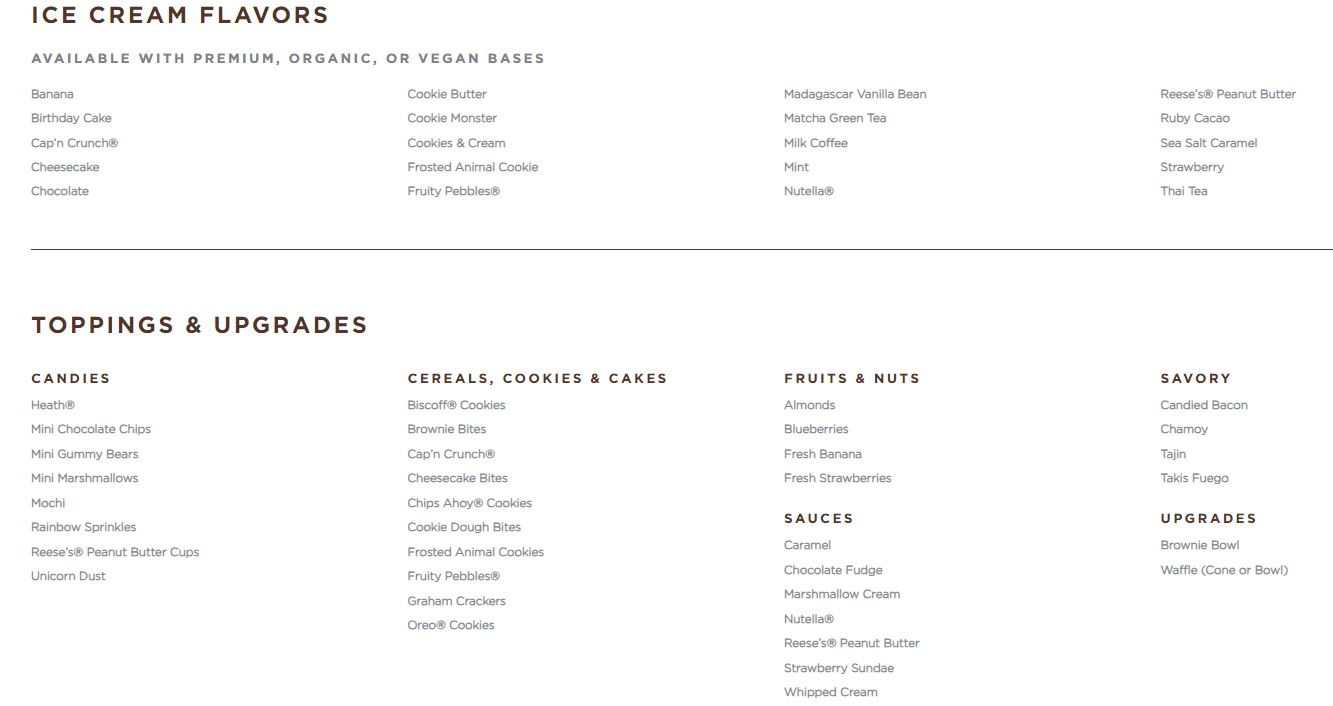 ICE CREAM FLAVORS
AVAILABLE WITH PREMIUM, ORGANIC, OR VEGAN BASES
Banana
Birthday Cake
Cap'n Crunch®
Cheesecake
Chocolate
Cookie Butter
Cookie Monster
Cookies & Cream
Frosted Animal Cookie
Fruity Pebbles®
Madagascar Vanilla Bean
Matcha Green Tea
Milk Coffee
Mint
Nutella®
Reese's® Peanut Butter
Ruby Cacao
Sea Salt Caramel
Strawberry
Thai Tea
TOPPINGS & UPGRADES
CANDIES
Heath®
Mini Chocolate Chips
Mini Gummy Bears
Mini Marshmallows
Mochi
Rainbow Sprinkles
Reese's® Peanut Butter Cups
Unicorn Dust
CEREALS, COOKIES & CAKES
Biscoff® Cookies
Brownie Bites
Cap'n Crunch®
Cheesecake Bites
Chips Ahoy® Cookies
Cookie Dough Bites
Frosted Animal Cookies
Fruity Pebbles®
Graham Crackers
Oreo® Cookies
FRUITS & NUTS
Almonds
Blueberries
Fresh Banana
Fresh Strawberries
SAUCES
Caramel
Chocolate Fudge
Marshmallow Cream
Nutella®
Reese's® Peanut Butter
Strawberry Sundae
Whipped Cream
SAVORY
Candied Bacon
Chamoy
Tajin
Takis Fuego
UPGRADES
Brownie Bowl
Waffle (Cone or Bowl)